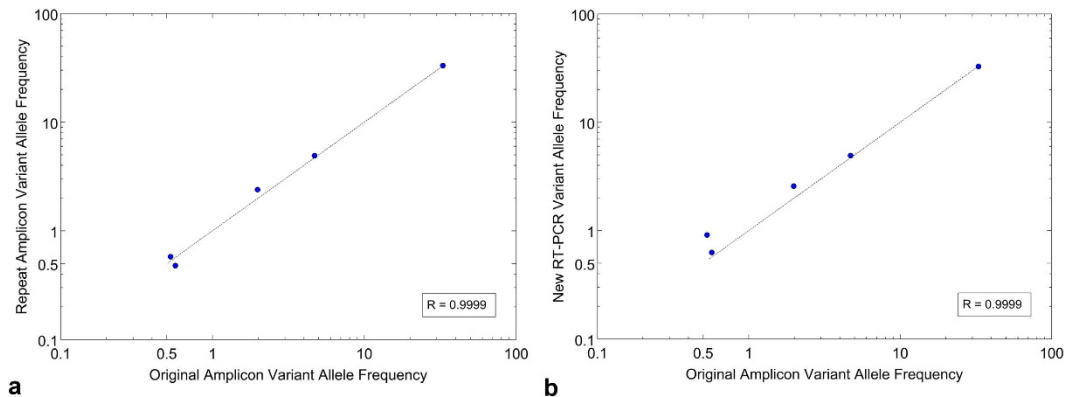 Repeat Amplicon Variant Allele Frequency
100
10
1
0.5
0.1
R = 0.9999
0.1
0.5
1
10
100
Original Amplicon Variant Allele Frequency
a
New RT-PCR Variant Allele Frequency
100
10
1
0.5
0.1
R = 0.9999
0.1
0.5
1
10
100
Original Amplicon Variant Allele Frequency
b